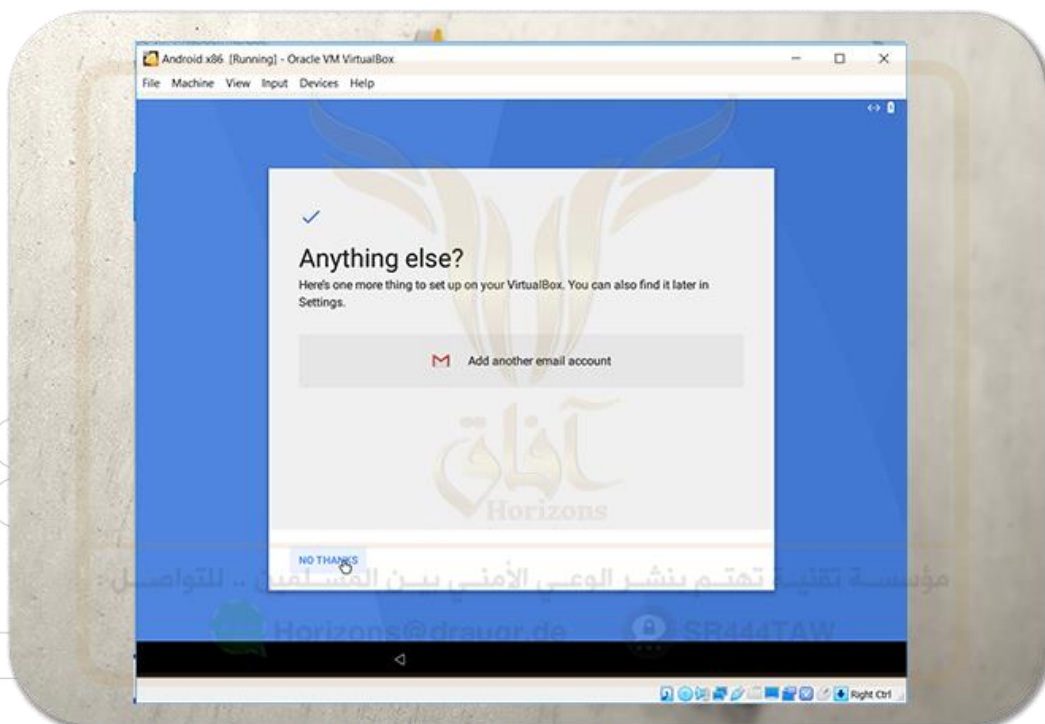 Android x86 [Running] - Oracle VM VirtualBox
File Machine View Input Devices Help
Anything else?
Here's one more thing to set up on your VirtualBox. You can also find it later in
Settings.
Add another email account
آفاق
Horizons
NO THANKS
مؤسسة تقنية تهتم بنشر الوعي الأمني بين المسلمين .. للتواصل:
Horizons@draugr.de
SR444TAW
Right Ctrl